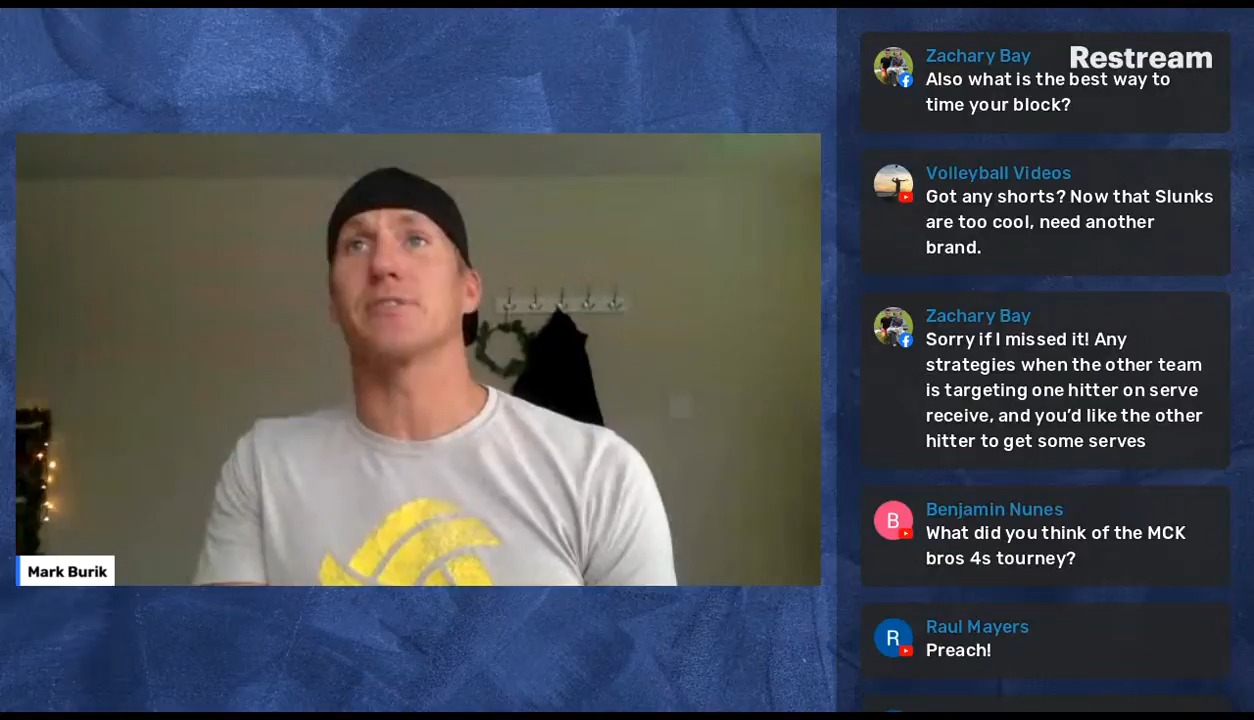 Zachary Bay
Restream
Also what is the best way to
time your block?
Volleyball Videos
Got any shorts? Now that Slunks
are too cool, need another
brand.
Zachary Bay
Sorry if I missed it! Any
strategies when the other team
is targeting one hitter on serve
receive, and you’d like the other
hitter to get some serves
B
Benjamin Nunes
What did you think of the MCK
bros 4s tourney?
R
Raul Mayers
Preach!
Mark Burik